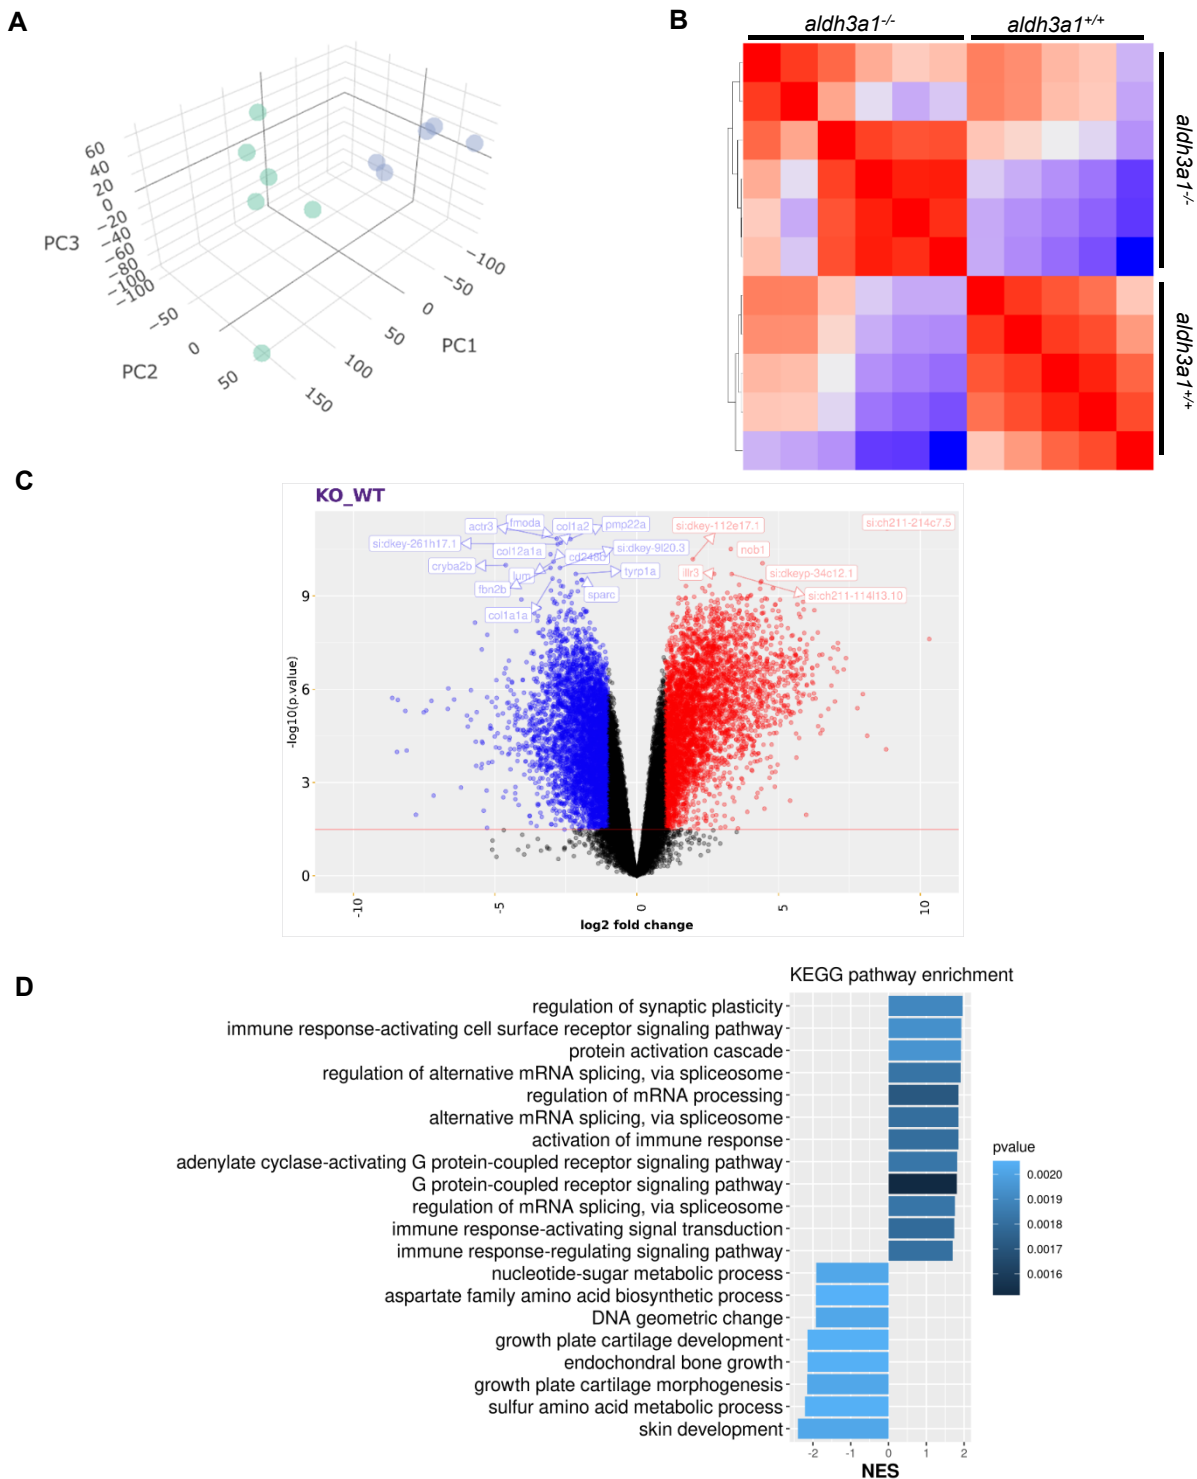 A
60
40
20
0
−20
−40
−60
−80
−100
−100
−50
0
50
PC3
PC2
PC1
−100
−50
0
50
100
150
B
aldh3a1-/-
aldh3a1+/+
aldh3a1-/-
aldh3a1+/+
C
KO_WT
actr3
fmoda
col1a2
pmp22a
si:dkey-112e17.1
si:ch211-214c7.5
si:dkey-261h17.1
col12a1a
cd248b
si:dkey-9l20.3
nob1
cryba2b
lum
tyrp1a
illr3
si:dkeyp-34c12.1
fbn2b
sparc
si:ch211-114l13.10
col1a1a
9
6
3
0
-log10(p.value)
-10
-5
0
5
10
log2 fold change
D
KEGG pathway enrichment
regulation of synaptic plasticity
immune response-activating cell surface receptor signaling pathway
protein activation cascade
regulation of alternative mRNA splicing, via spliceosome
regulation of mRNA processing
alternative mRNA splicing, via spliceosome
activation of immune response
adenylate cyclase-activating G protein-coupled receptor signaling pathway
G protein-coupled receptor signaling pathway
regulation of mRNA splicing, via spliceosome
immune response-activating signal transduction
immune response-regulating signaling pathway
nucleotide-sugar metabolic process
aspartate family amino acid biosynthetic process
DNA geometric change
growth plate cartilage development
endochondral bone growth
growth plate cartilage morphogenesis
sulfur amino acid metabolic process
skin development
-2
-1
0
1
2
NES
pvalue
0.0020
0.0019
0.0018
0.0017
0.0016